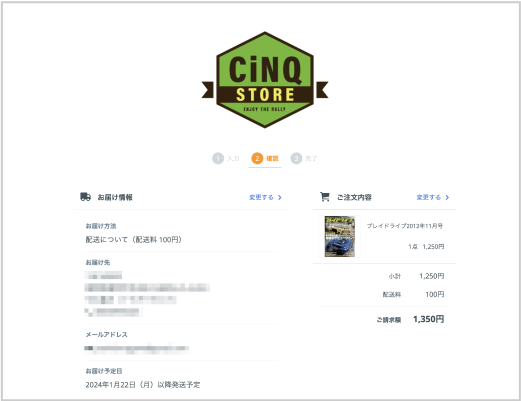 CiNQ
STORE
ENJOY THE RALLY
1 入力 2 確認 3 完了
お届け情報
変更する
お届け方法
配送について（配送料 100円）
お届け先
メールアドレス
お届け予定日
2024年1月22日（月）以降発送予定
ご注文内容
変更する
プレイドライブ2012年11月号
1点 1,250円
小計 1,250円
配送料 100円
ご請求額 1,350円